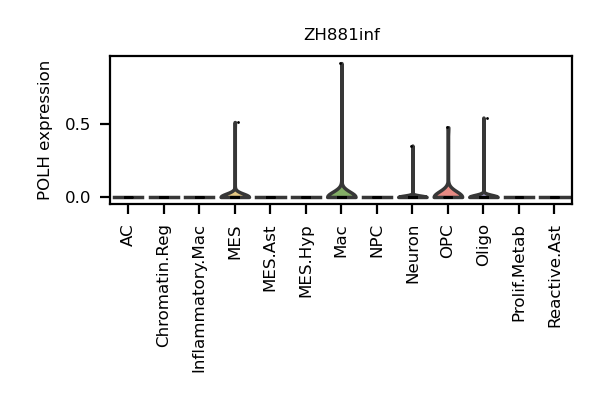 ZH881inf
POLH expression
0.5
0.0
AC
Chromatin.Reg
Inflammatory.Mac
MES
MES.Ast
MES.Hyp
Mac
NPC
Neuron
OPC
Oligo
Prolif.Metab
Reactive.Ast